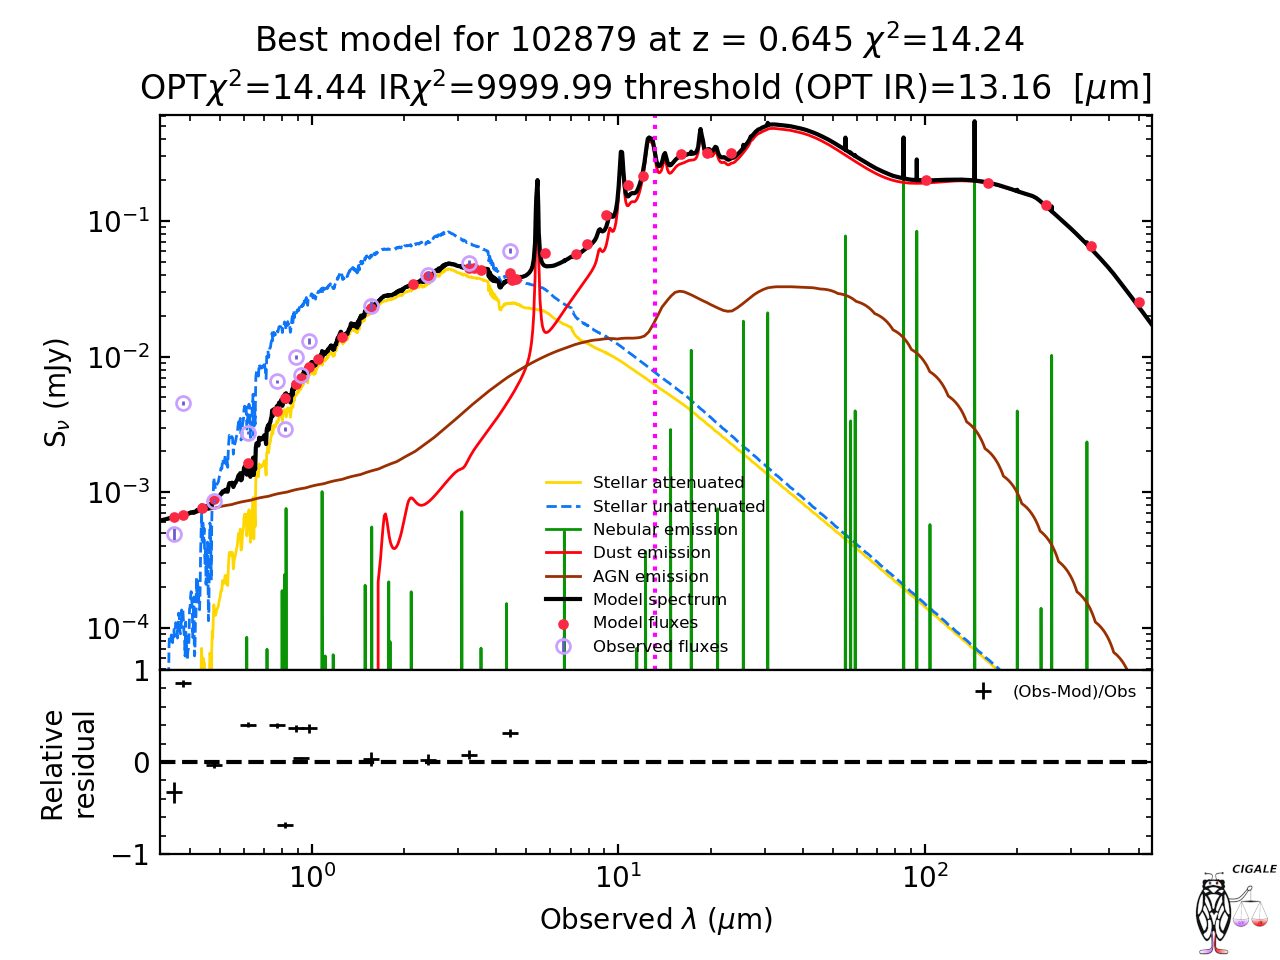 Best model for 102879 at z = 0.645 χ²=14.24
OPTχ²=14.44 IRχ²=9999.99 threshold (OPT IR)=13.16 [μm]
10⁻¹
10⁻²
10⁻³
10⁻⁴
Sν (mJy)
Stellar attenuated
Stellar unattenuated
Nebular emission
Dust emission
AGN emission
Model spectrum
Model fluxes
Observed fluxes
1
0
−1
Relative
residual
(Obs-Mod)/Obs
10⁰
10¹
10²
Observed λ (μm)
CIGALE